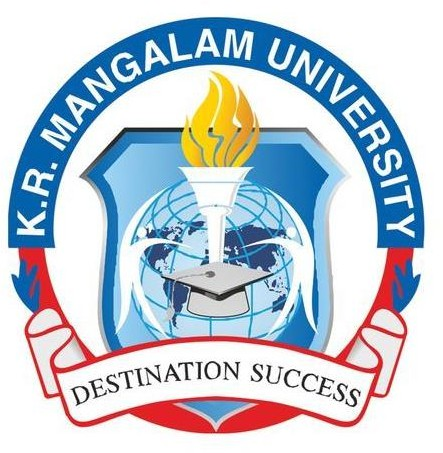 K.R. MANGALAM UNIVERSITY
DESTINATION SUCCESS